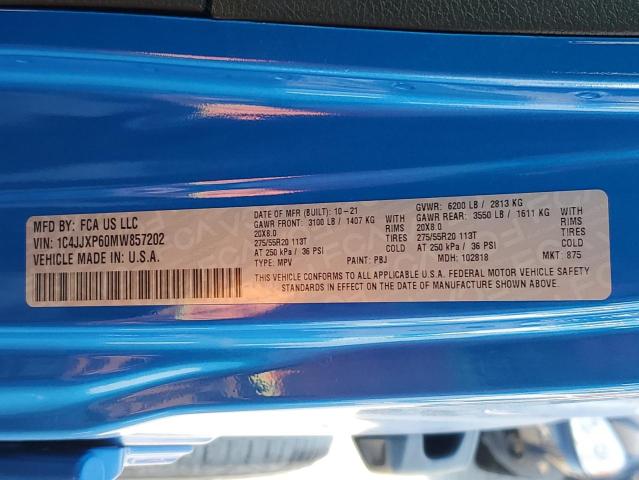 MFD BY: FCA US LLC
VIN: 1C4JJXP60MW857202
VEHICLE MADE IN: U.S.A.
DATE OF MFR (BUILT): 10-21
GAWR FRONT: 3100 LB / 1407 KG
20X8.0 RIMS
275/55R20 113T TIRES
AT 250 kPa / 36 PSI COLD
TYPE: MPV PAINT: PBJ
GVWR: 6200 LB / 2813 KG
GAWR REAR: 3550 LB / 1611 KG
20X8.0 RIMS
275/55R20 113T TIRES
AT 250 kPa / 36 PSI COLD
MDH: 102818 MKT: 875
THIS VEHICLE CONFORMS TO ALL APPLICABLE U.S.A. FEDERAL MOTOR VEHICLE SAFETY
STANDARDS IN EFFECT ON THE DATE OF MANUFACTURE SHOWN ABOVE.